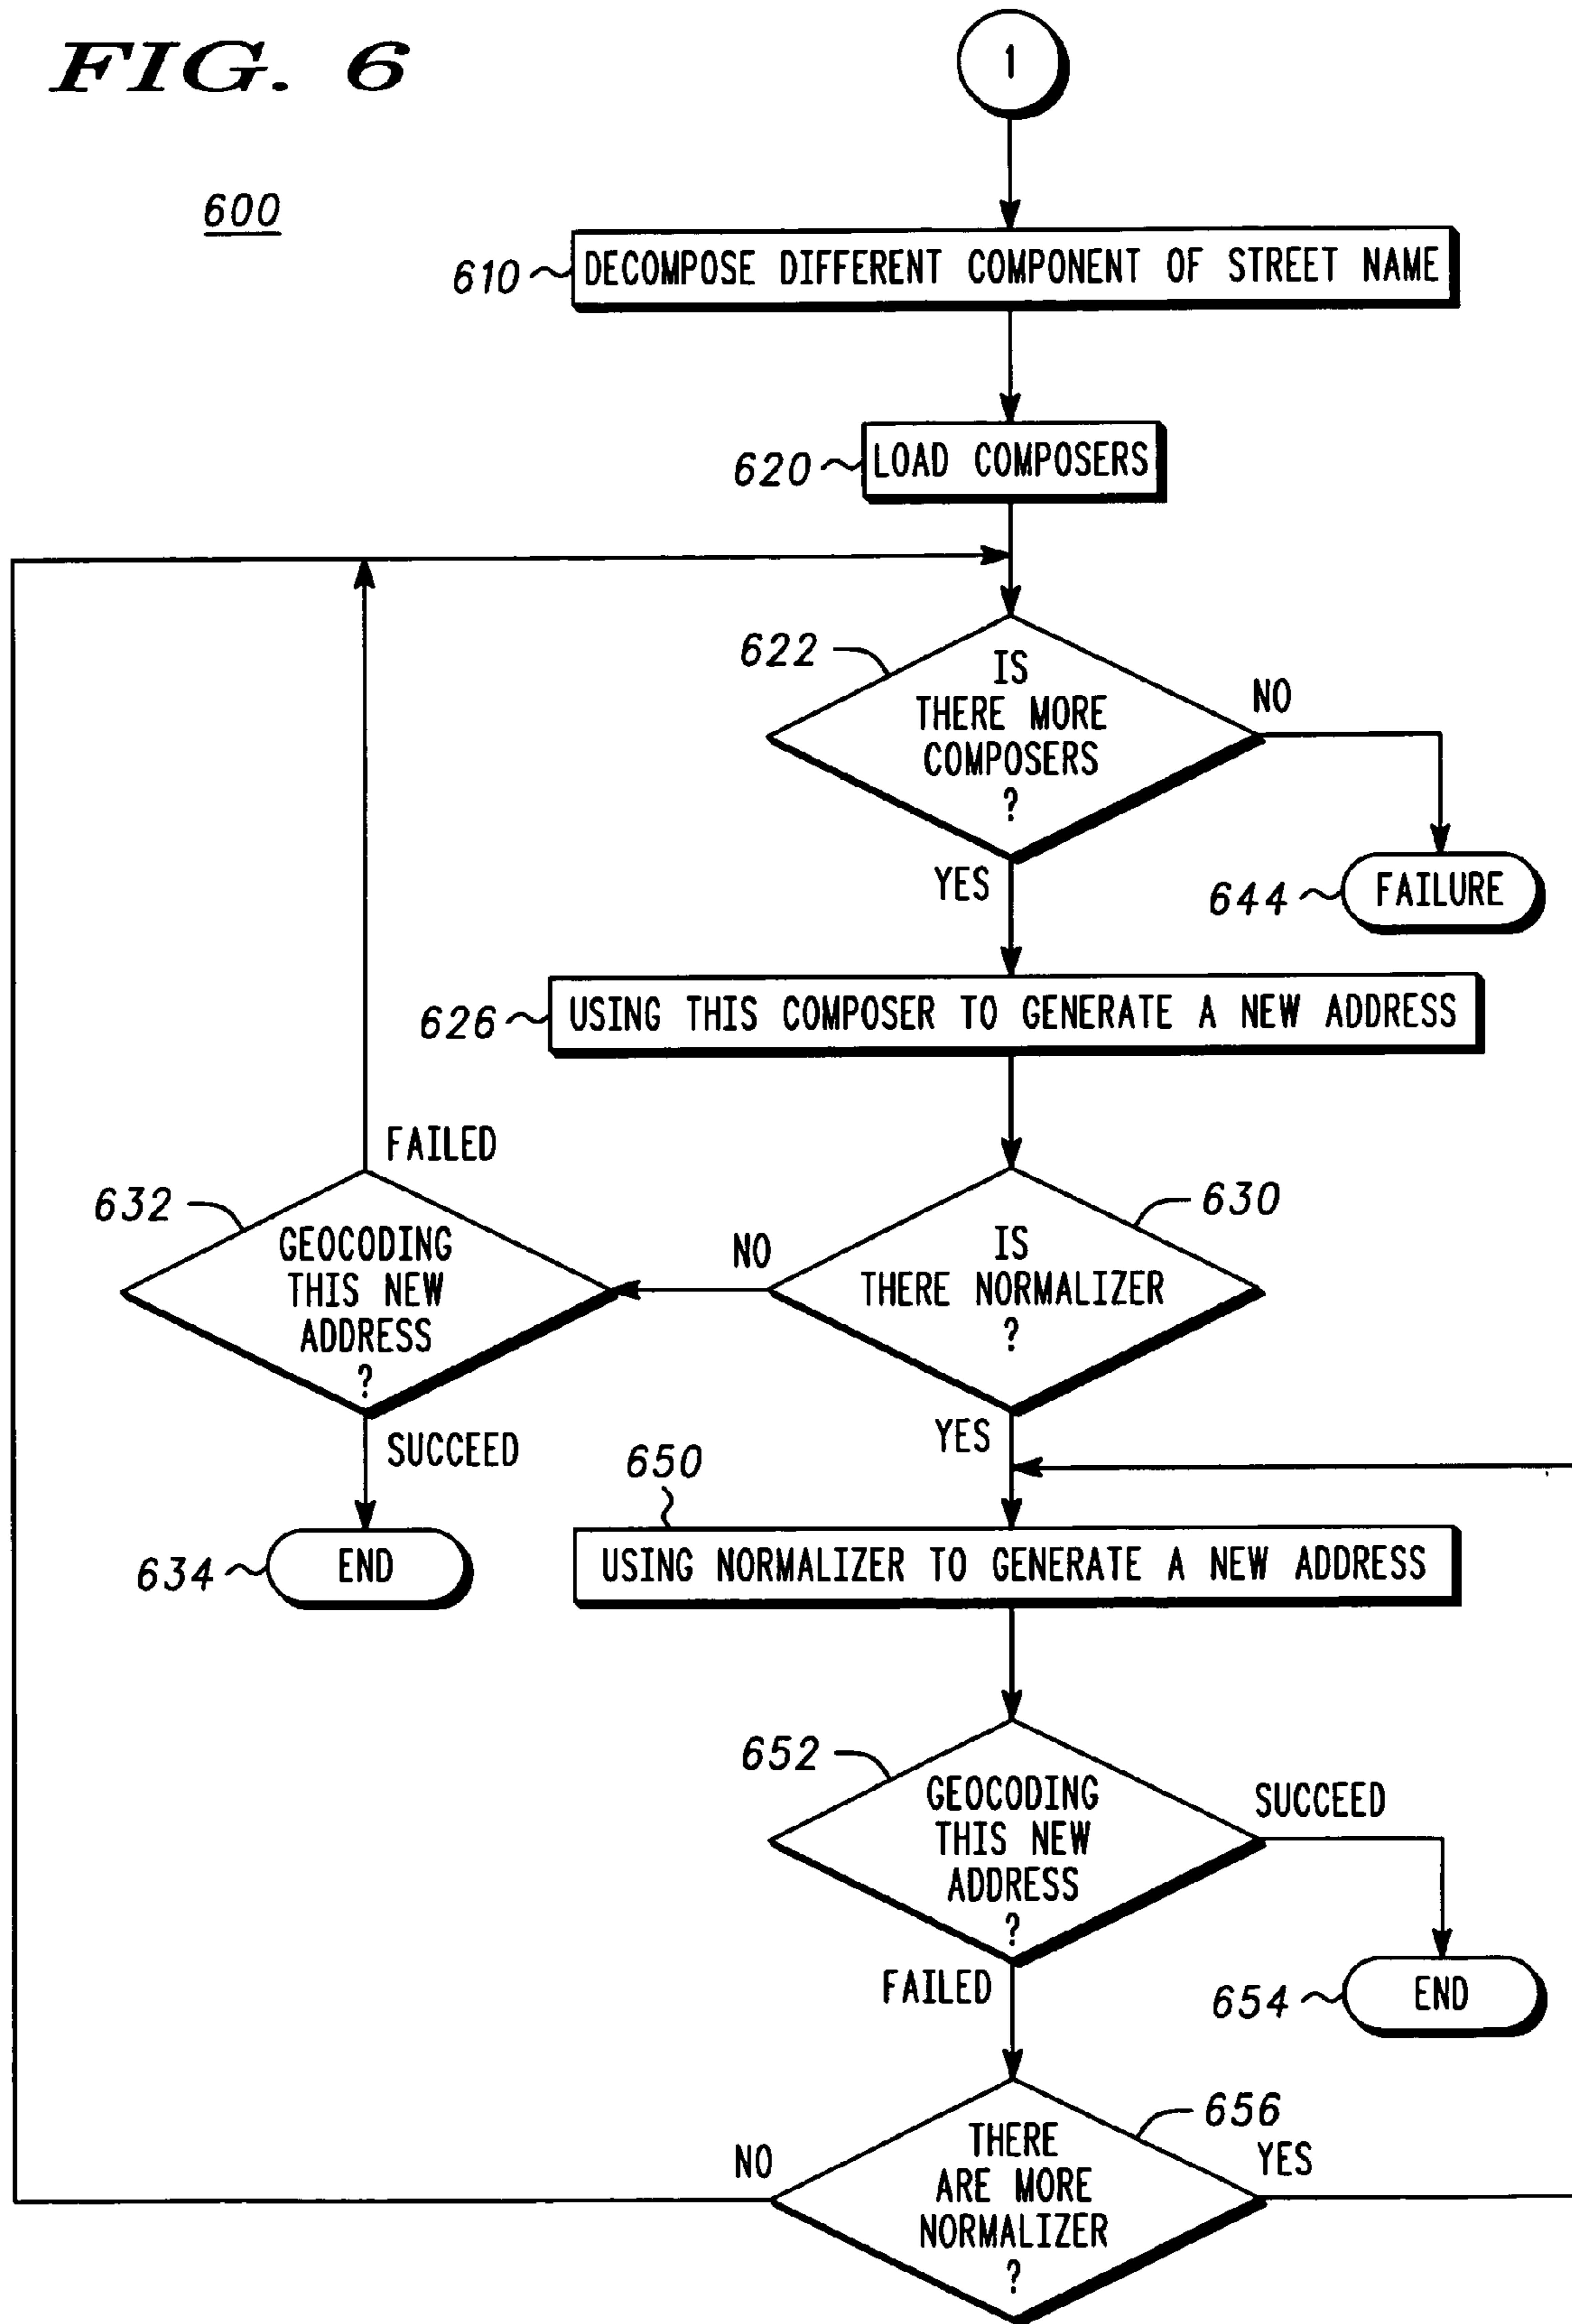 FIG. 6
1
600
610
DECOMPOSE DIFFERENT COMPONENT OF STREET NAME
620
LOAD COMPOSERS
622
IS
THERE MORE
COMPOSERS
?
NO
YES
644
FAILURE
626
USING THIS COMPOSER TO GENERATE A NEW ADDRESS
FAILED
632
GEOCODING
THIS NEW
ADDRESS
?
NO
630
IS
THERE NORMALIZER
?
SUCCEED
YES
634
END
650
USING NORMALIZER TO GENERATE A NEW ADDRESS
652
GEOCODING
THIS NEW
ADDRESS
?
SUCCEED
FAILED
654
END
656
THERE
ARE MORE
NORMALIZER
?
NO
YES